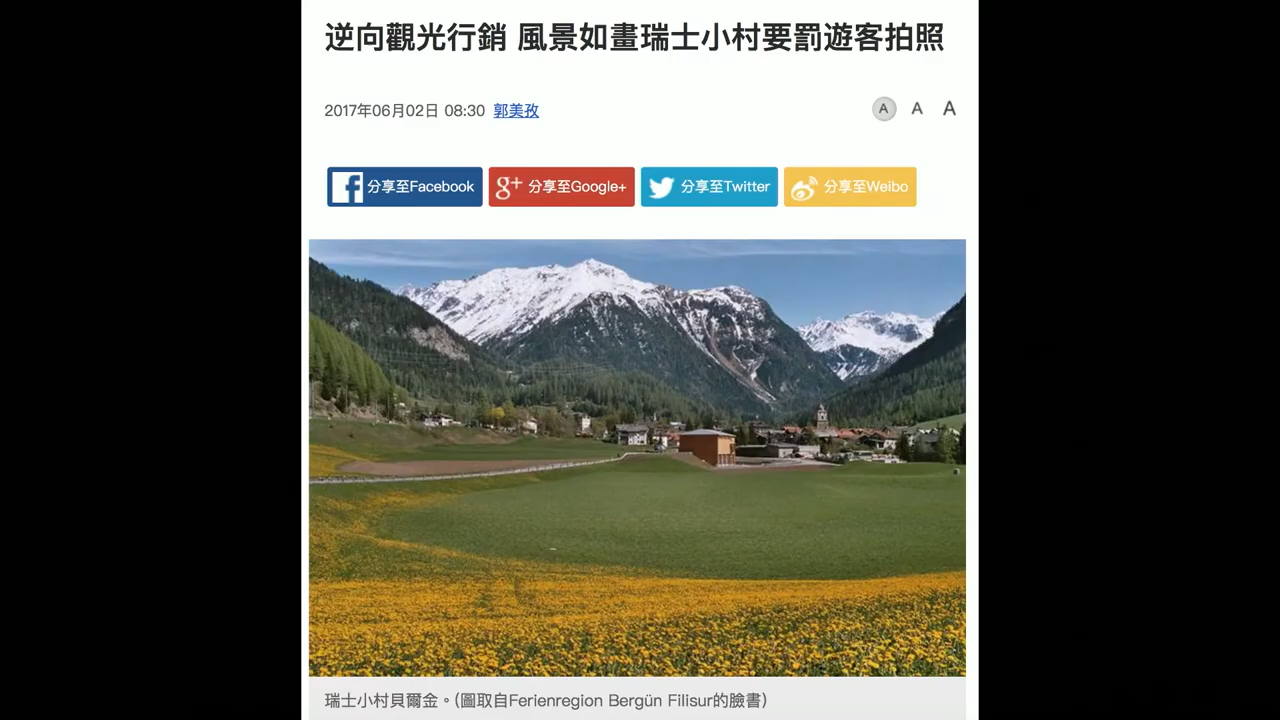 逆向觀光行銷 風景如畫瑞士小村要罰遊客拍照
2017年06月02日 08:30 郭美孜
A A A
分享至Facebook 分享至Google+ 分享至Twitter 分享至Weibo
瑞士小村貝爾金。(圖取自Ferienregion Bergün Filisur的臉書)